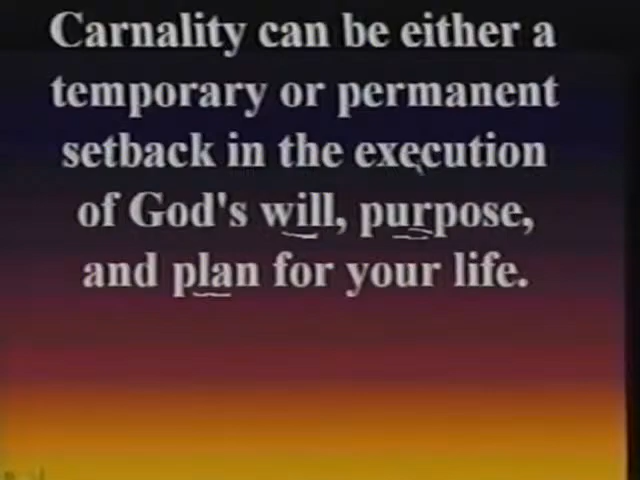 Carnality can be either a
temporary or permanent
setback in the execution
of God's will, purpose,
and plan for your life.